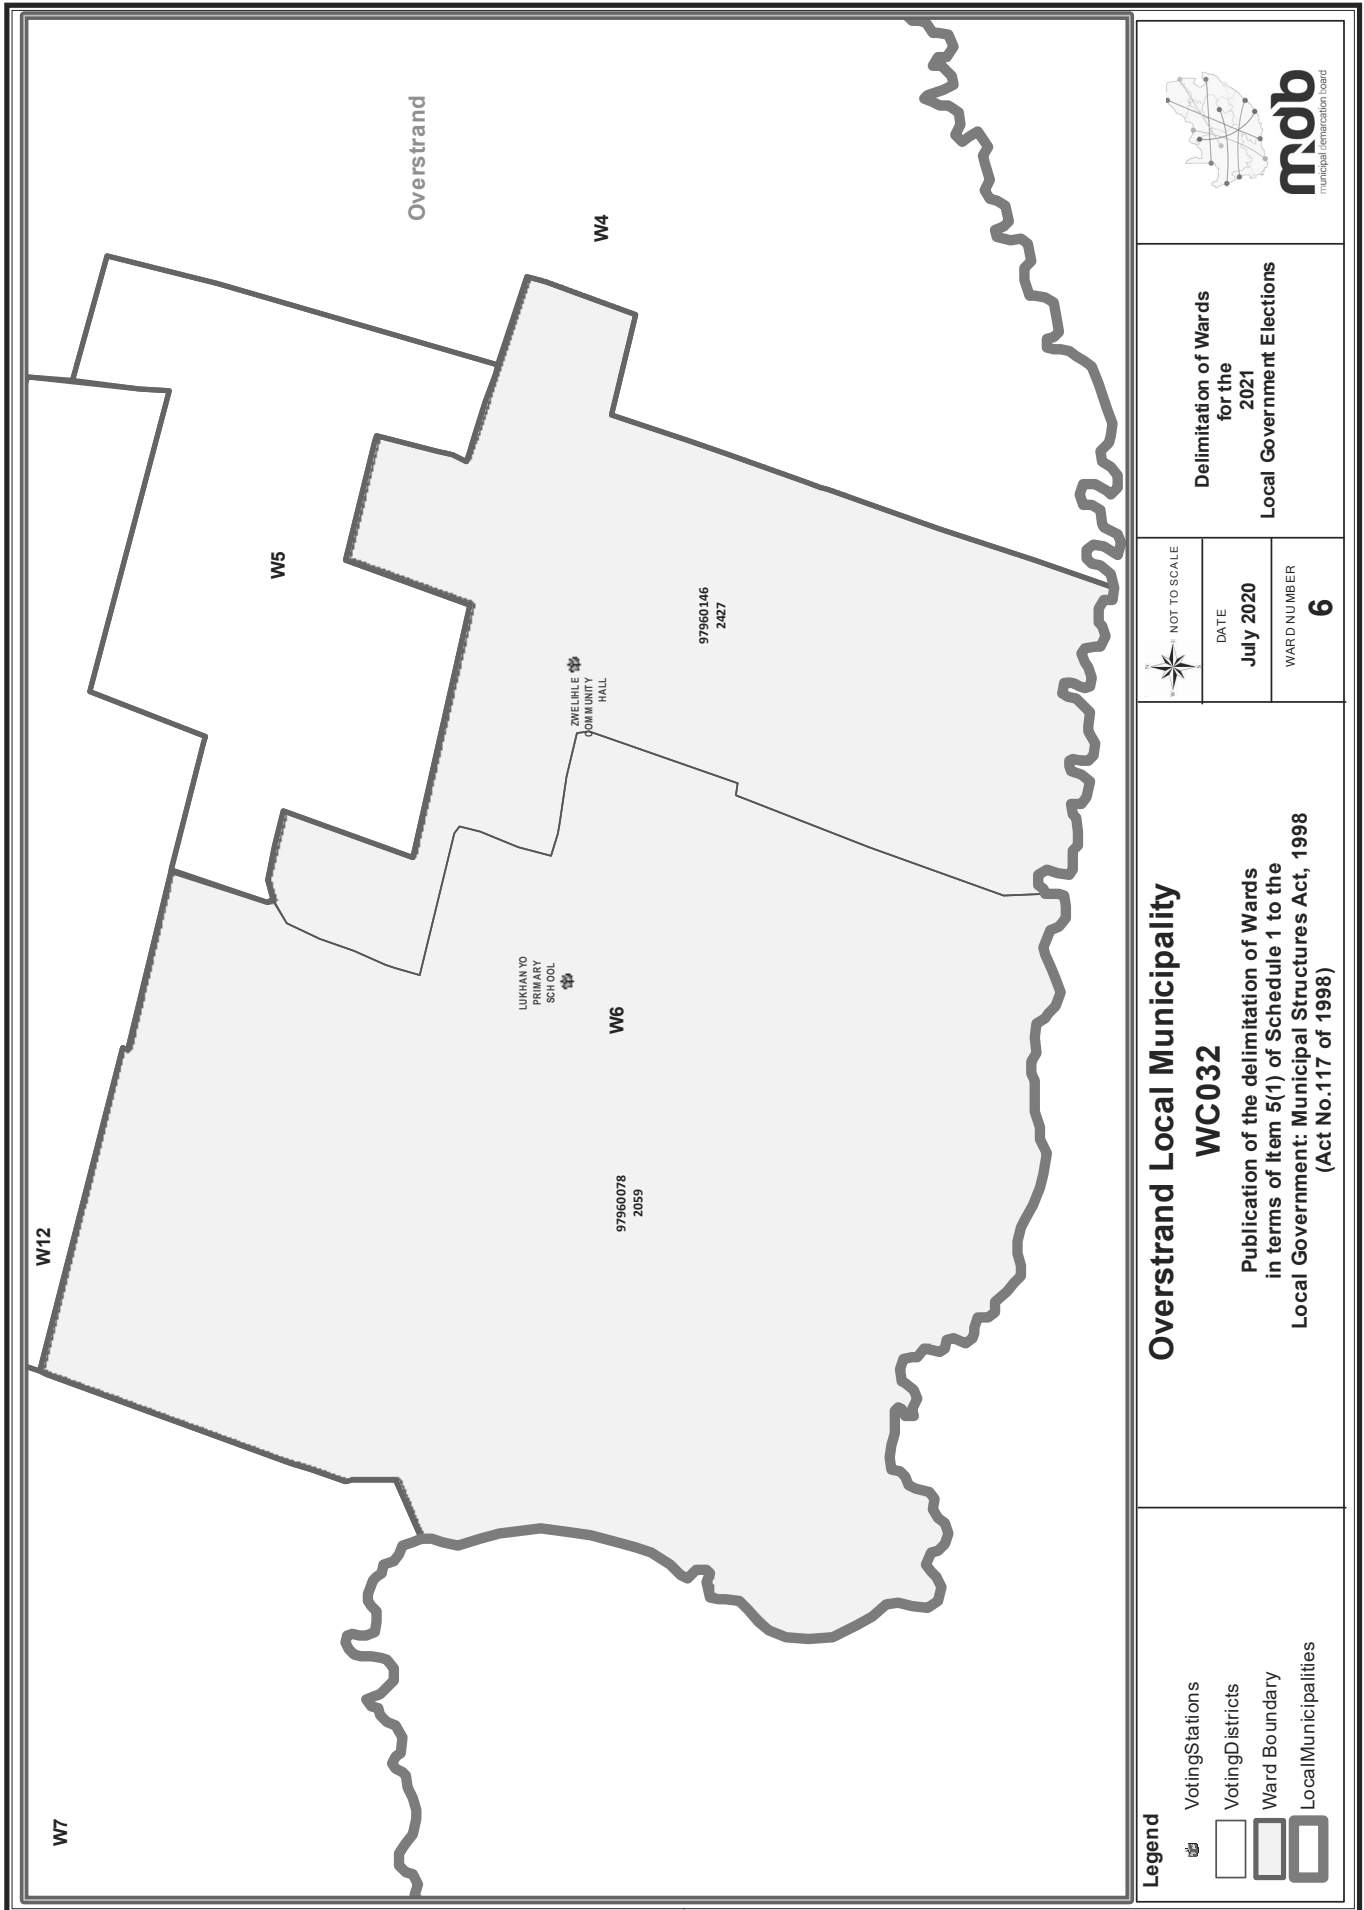 W7
W12
Overstrand
W5
W4
LUKHANYO
PRIMARY
SCHOOL
ZWELIHLE
COMMUNITY
HALL
W6
97960078
2059
97960146
2427
Legend
VotingStations
VotingDistricts
Ward Boundary
LocalMunicipalities
Overstrand Local Municipality
WC032
Publication of the delimitation of Wards
in terms of Item 5(1) of Schedule 1 to the
Local Government: Municipal Structures Act, 1998
(Act No.117 of 1998)
N
W
E
S
NOT TO SCALE
DATE
July 2020
WARD NUMBER
6
Delimitation of Wards
for the
2021
Local Government Elections
mdb
municipal demarcation board